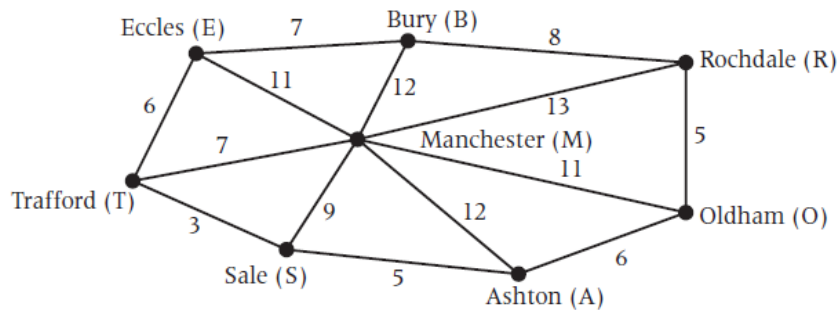 Bury (B)
Eccles (E)
7
8
Rochdale (R)
11
12
6
13
7
Manchester (M)
5
11
Trafford (T)
9
12
3
Oldham (O)
6
Sale (S)
5
Ashton (A)